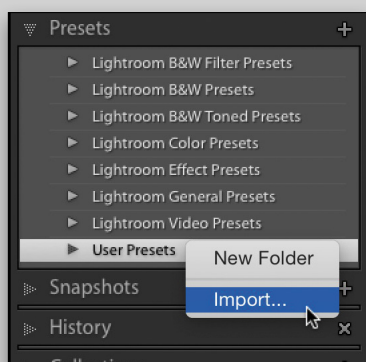 Presets
Lightroom B&W Filter Presets
Lightroom B&W Presets
Lightroom B&W Toned Presets
Lightroom Color Presets
Lightroom Effect Presets
Lightroom General Presets
Lightroom Video Presets
User Presets
New Folder
Import...
Snapshots
History